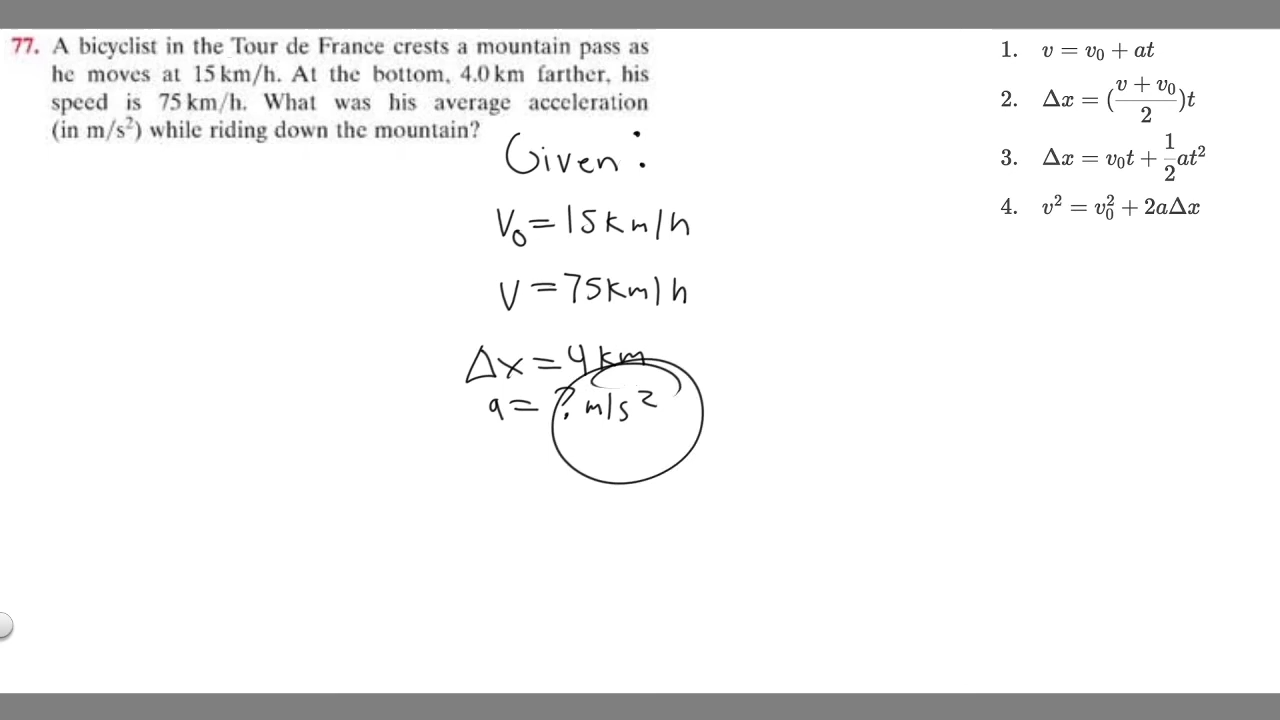 77. A bicyclist in the Tour de France crests a mountain pass as
he moves at 15 km/h. At the bottom, 4.0 km farther, his
speed is 75 km/h. What was his average acceleration
(in m/s²) while riding down the mountain?
Given:
V₀ = 15 km/h
V = 75 km/h
Δx = 4 km
a = ? m/s²
1. v = v₀ + at
2. Δx = ((v + v₀)/2)t
3. Δx = v₀t + 1/2 at²
4. v² = v₀² + 2aΔx